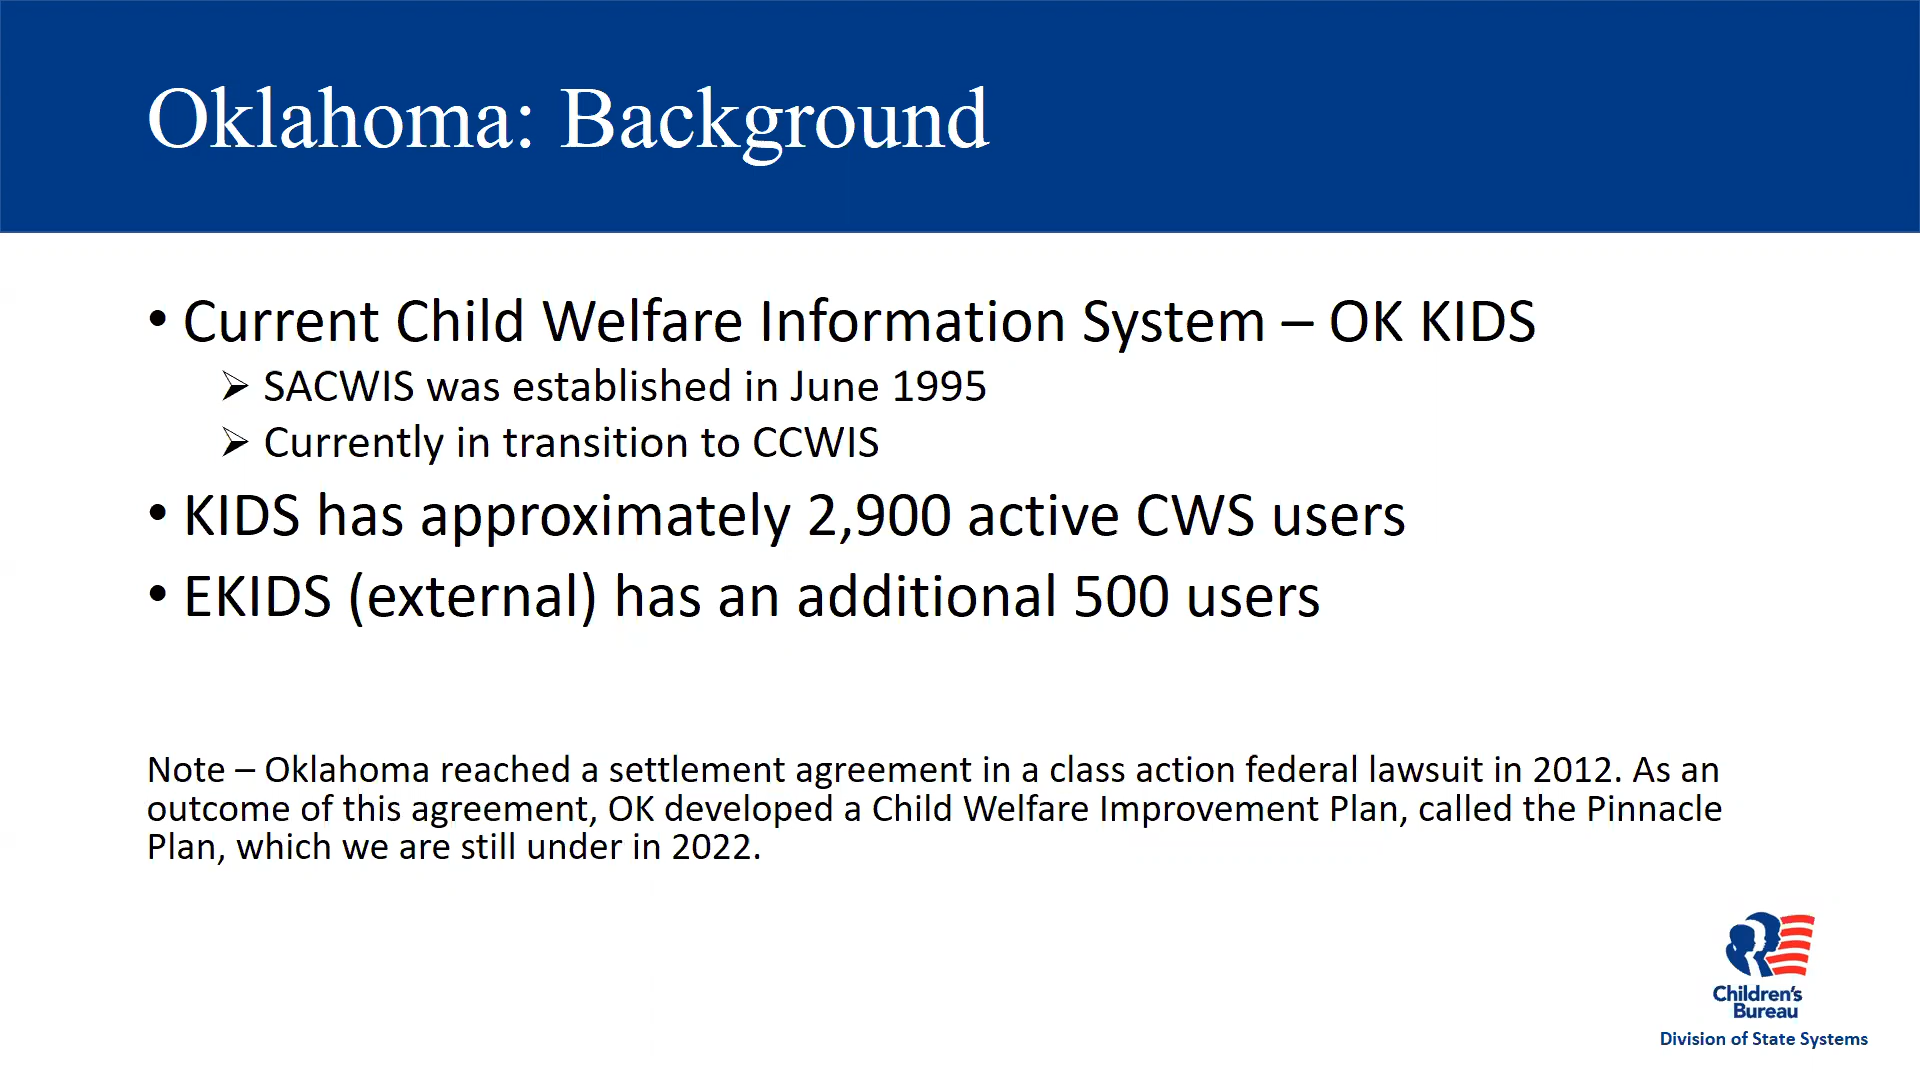 Oklahoma: Background
• Current Child Welfare Information System – OK KIDS
➢ SACWIS was established in June 1995
➢ Currently in transition to CCWIS
• KIDS has approximately 2,900 active CWS users
• EKIDS (external) has an additional 500 users
Note – Oklahoma reached a settlement agreement in a class action federal lawsuit in 2012. As an
outcome of this agreement, OK developed a Child Welfare Improvement Plan, called the Pinnacle
Plan, which we are still under in 2022.
Children's
Bureau
Division of State Systems